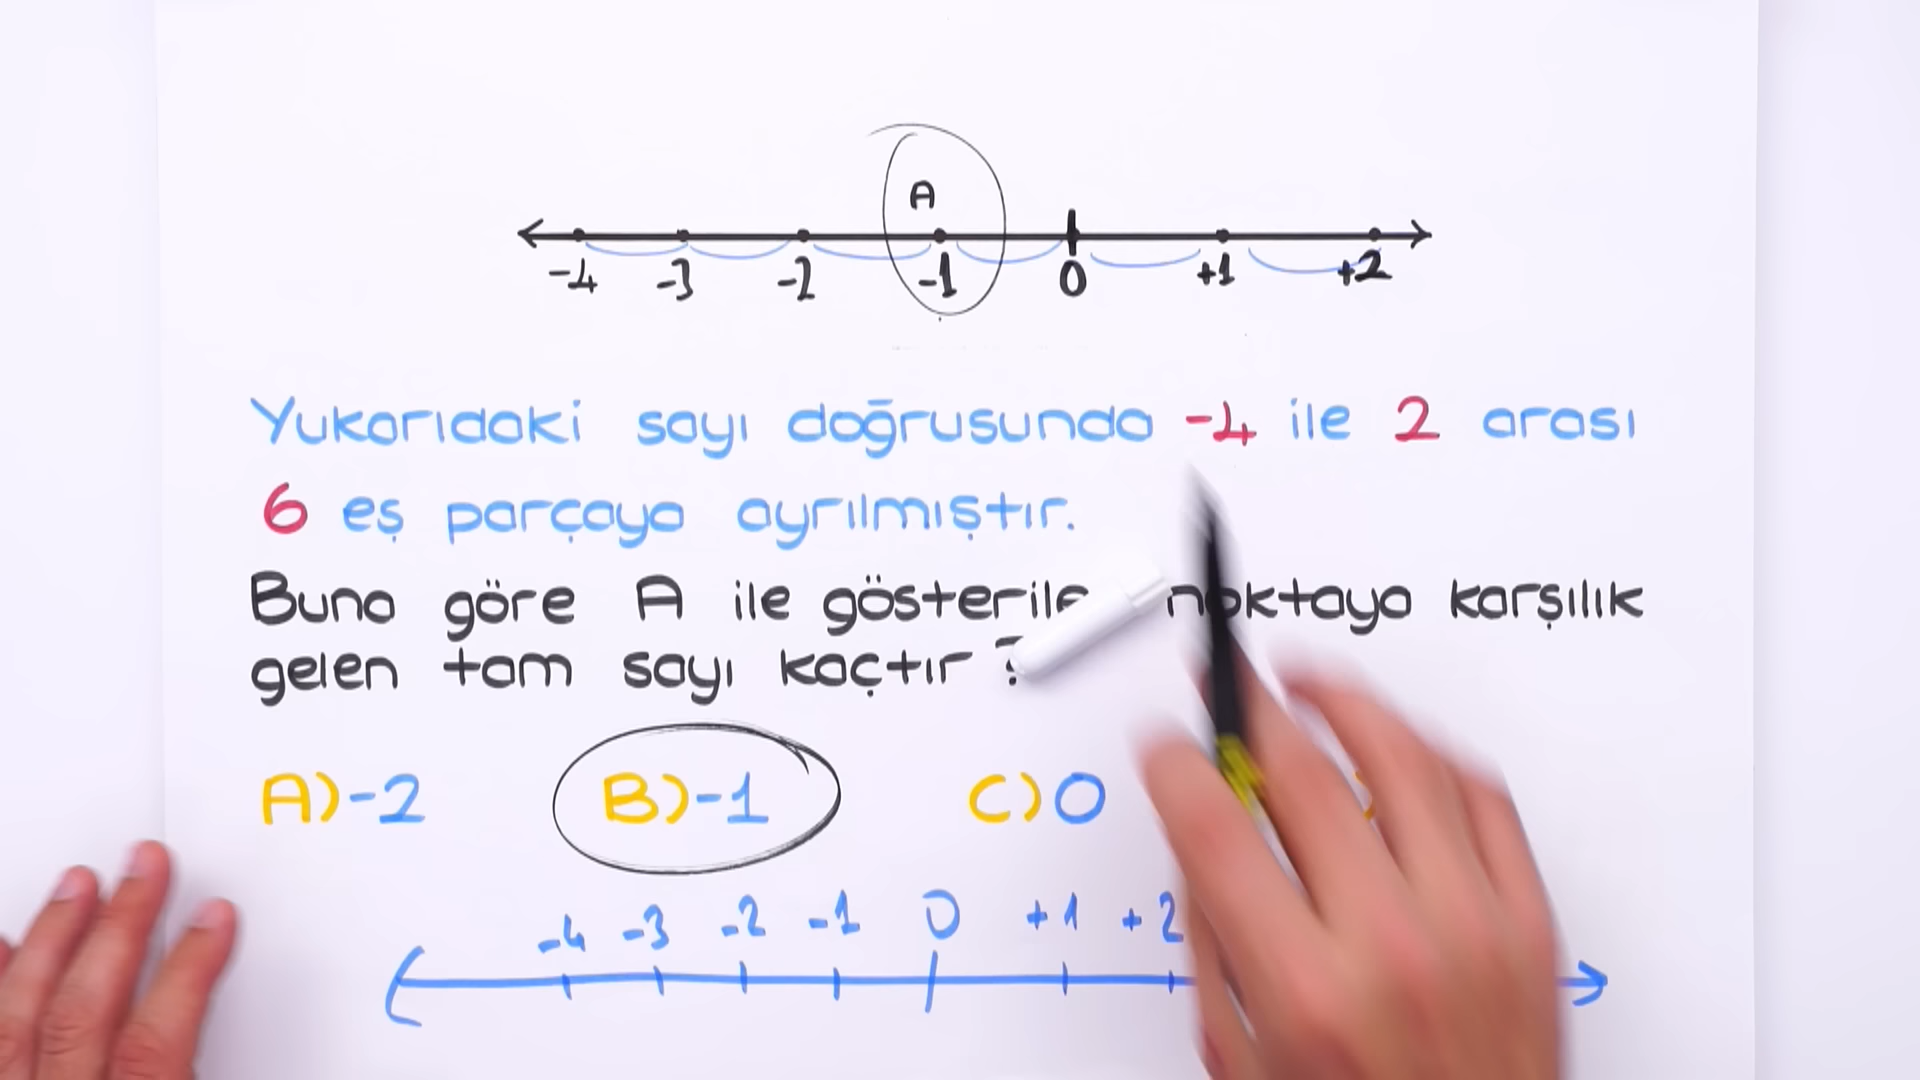 A
-4 -3 -2 -1 0 +1 +2
Yukarıdaki sayı doğrusunda -4 ile 2 arası
6 eş parçaya ayrılmıştır.
Buna göre A ile gösterile noktaya karşılık
gelen tam sayı kaçtır ?
A) -2 B) -1 C) 0
-4 -3 -2 -1 0 +1 +2